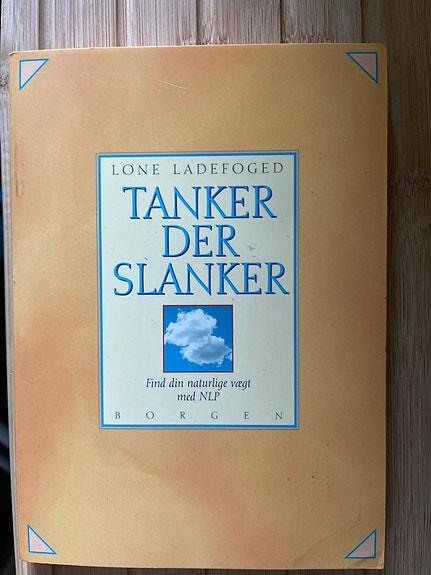 LONE LADEFOGED
TANKER
DER
SLANKER
Find din naturlige vægt
med NLP
BORGEN